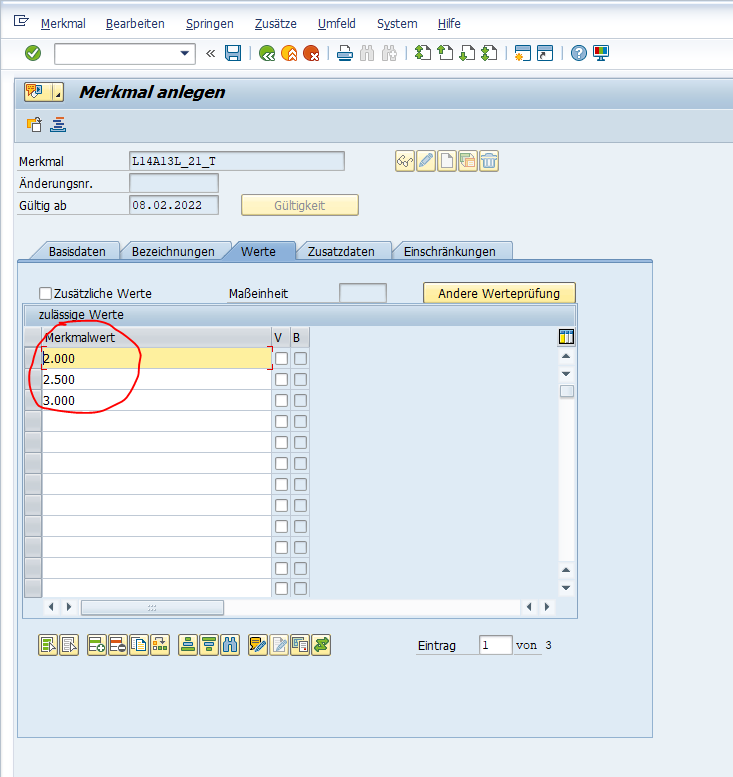 Merkmal Bearbeiten Springen Zusätze Umfeld System Hilfe
Merkmal anlegen
Merkmal L14A13L_21_T
Änderungsnr.
Gültig ab 08.02.2022 Gültigkeit
Basisdaten Bezeichnungen Werte Zusatzdaten Einschränkungen
Zusätzliche Werte Maßeinheit Andere Werteprüfung
zulässige Werte
Merkmalwert V B
2.000
2.500
3.000
Eintrag 1 von 3